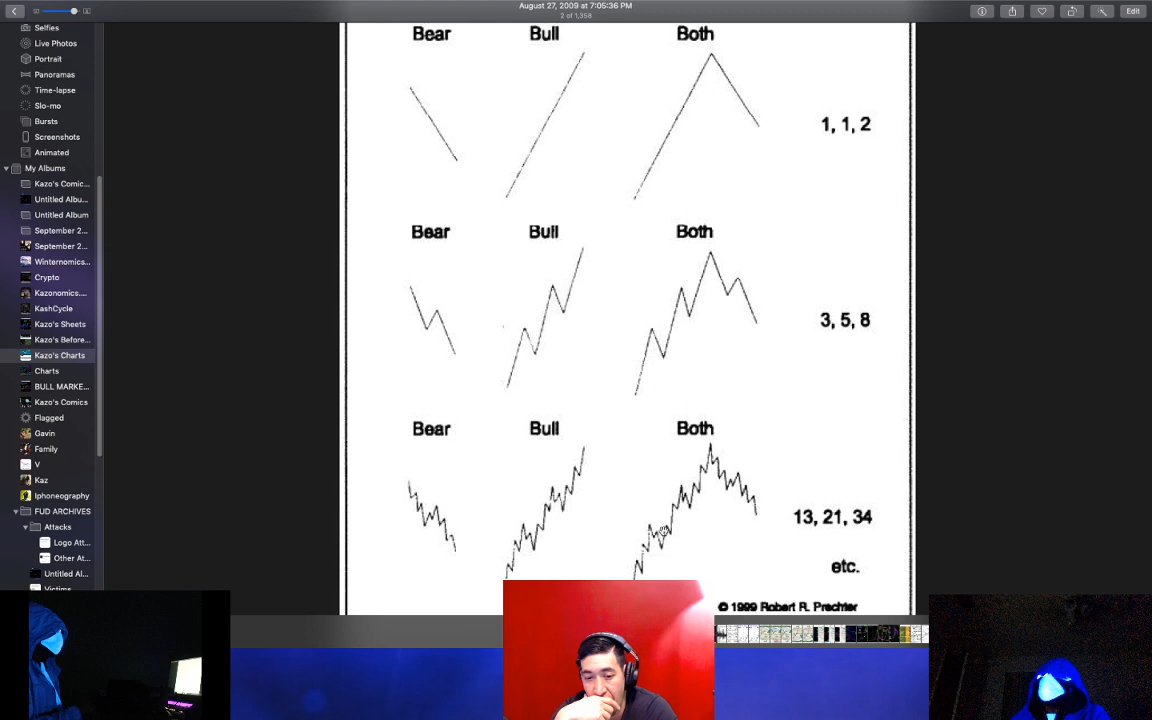 August 27, 2009 at 7:05:36 PM
2 of 1,358
Edit
Selfies
Live Photos
Portrait
Panoramas
Time-lapse
Slo-mo
Bursts
Screenshots
Animated
My Albums
Kazo's Comic...
Untitled Albu...
Untitled Album
September 2...
September 2...
Winternomics...
Crypto
Kazonomics....
KashCycle
Kazo's Sheets
Kazo's Before...
Kazo's Charts
Charts
BULL MARKE...
Kazo's Comics
Flagged
Gavin
Family
V
Kaz
Iphoneography
FUD ARCHIVES
Attacks
Logo Att...
Other At...
Untitled Al...
Victims
Bear Bull Both
1, 1, 2
Bear Bull Both
3, 5, 8
Bear Bull Both
13, 21, 34
etc.
© 1999 Robert R. Prechter